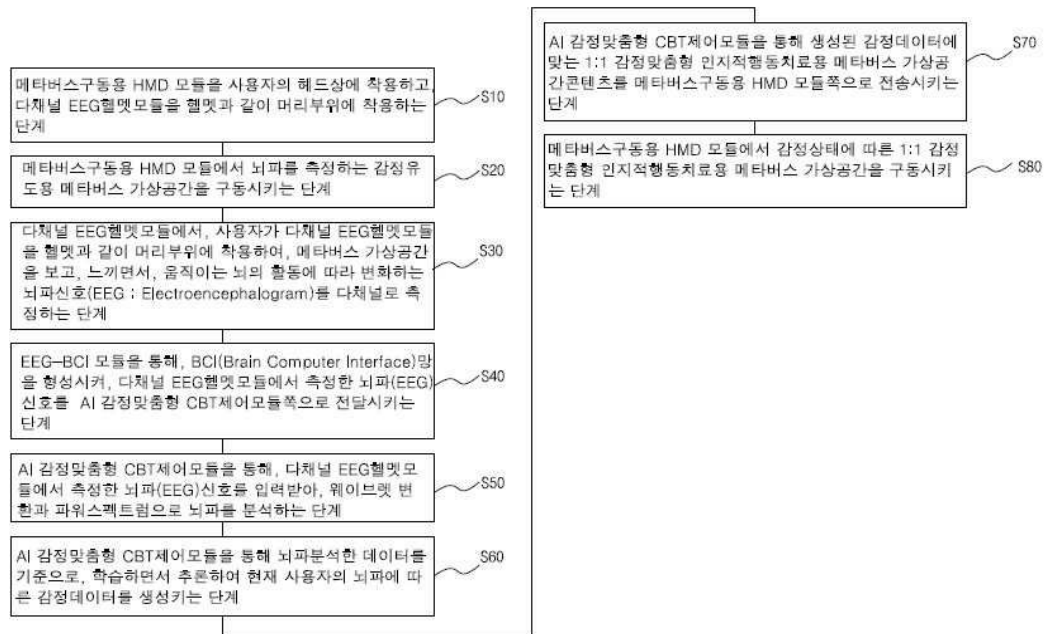 메타버스구동용 HMD 모듈을 사용자의 헤드상에 착용하고,
다채널 EEG헬멧모듈을 헬멧과 같이 머리부위에 착용하는
단계
S10
메타버스구동용 HMD 모듈에서 뇌파를 측정하는 감정유
도용 메타버스 가상공간을 구동시키는 단계
S20
다채널 EEG헬멧모듈에서, 사용자가 다채널 EEG헬멧모듈
을 헬멧과 같이 머리부위에 착용하여, 메타버스 가상공간
을 보고, 느끼면서, 움직이는 뇌의 활동에 따라 변화하는
뇌파신호(EEG : Electroencephalogram)를 다채널로 측
정하는 단계
S30
EEG-BCI 모듈을 통해, BCI(Brain Computer Interface)망
을 형성시켜, 다채널 EEG헬멧모듈에서 측정한 뇌파(EEG)
신호를 AI 감정맞춤형 CBT제어모듈쪽으로 전달시키는
단계
S40
AI 감정맞춤형 CBT제어모듈을 통해, 다채널 EEG헬멧모
듈에서 측정한 뇌파(EEG)신호를 입력받아, 웨이브렛 변
환과 파워스펙트럼으로 뇌파를 분석하는 단계
S50
AI 감정맞춤형 CBT제어모듈을 통해 뇌파분석한 데이터를
기준으로, 학습하면서 추론하여 현재 사용자의 뇌파에 따
른 감정데이터를 생성키는 단계
S60
AI 감정맞춤형 CBT제어모듈을 통해 생성된 감정데이터에
맞는 1:1 감정맞춤형 인지적행동치료용 메타버스 가상공
간콘텐츠를 메타버스구동용 HMD 모듈쪽으로 전송시키는
단계
S70
메타버스구동용 HMD 모듈에서 감정상태에 따른 1:1 감정
맞춤형 인지적행동치료용 메타버스 가상공간을 구동시키
는 단계
S80